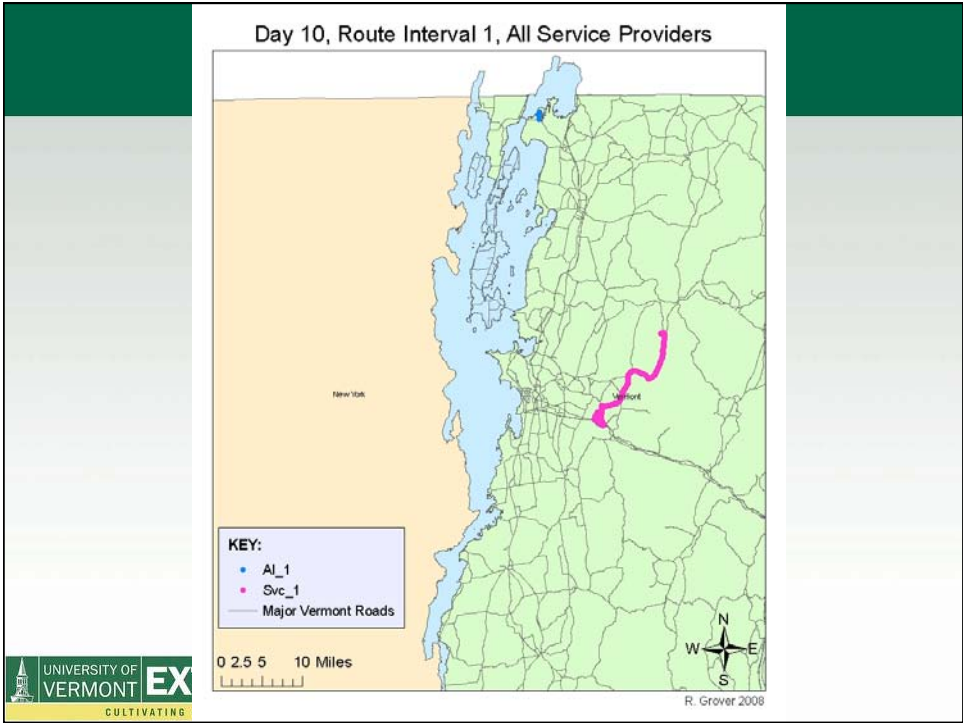 Day 10, Route Interval 1, All Service Providers
New York
Vermont
KEY:
AI_1
Svc_1
Major Vermont Roads
0 2.5 5 10 Miles
N
W E
S
R. Grover 2008
UNIVERSITY OF
VERMONT EX
CULTIVATING